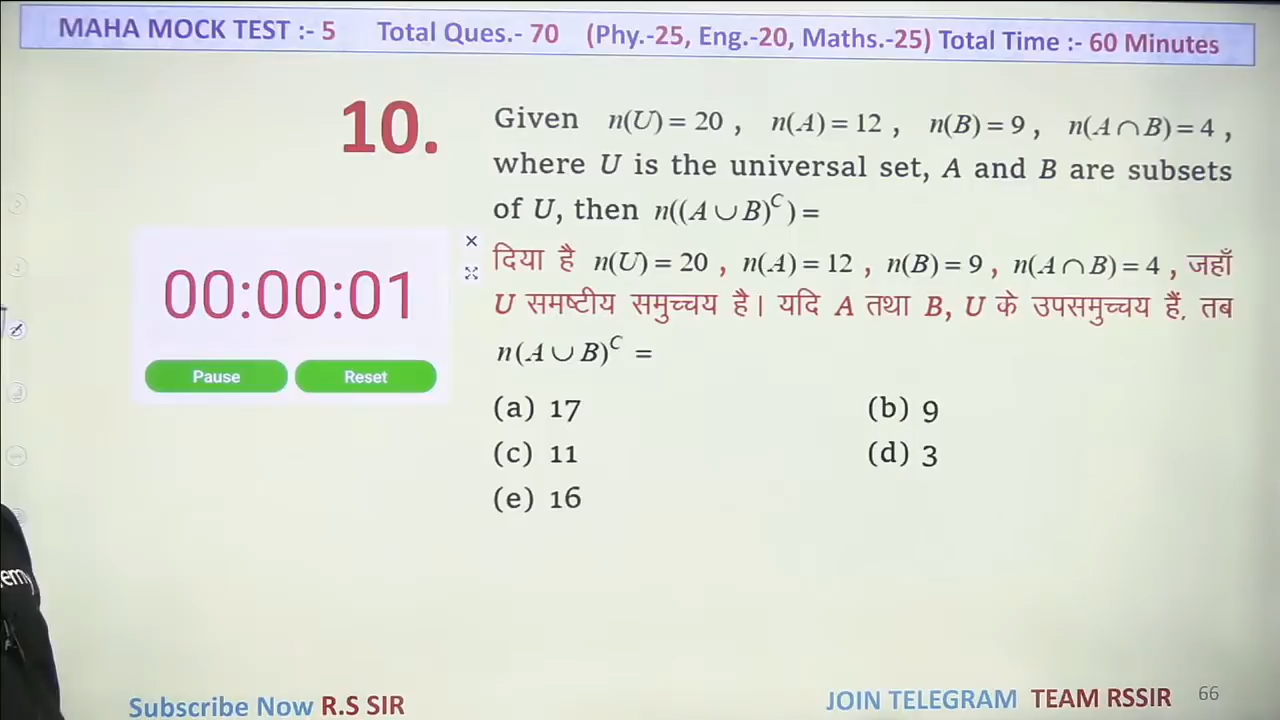 MAHA MOCK TEST :- 5 Total Ques.- 70 (Phy.-25, Eng.-20, Maths.-25) Total Time :- 60 Minutes
10.
Given n(U) = 20 , n(A) = 12 , n(B) = 9 , n(A ∩ B) = 4 ,
where U is the universal set, A and B are subsets
of U, then n((A ∪ B)^C) =
दिया है n(U) = 20 , n(A) = 12 , n(B) = 9 , n(A ∩ B) = 4 , जहाँ
U समष्टीय समुच्चय है। यदि A तथा B, U के उपसमुच्चय हैं, तब
n(A ∪ B)^C =
00:00:01
Pause Reset
(a) 17 (b) 9
(c) 11 (d) 3
(e) 16
emy
Subscribe Now R.S SIR
JOIN TELEGRAM TEAM RSSIR 66